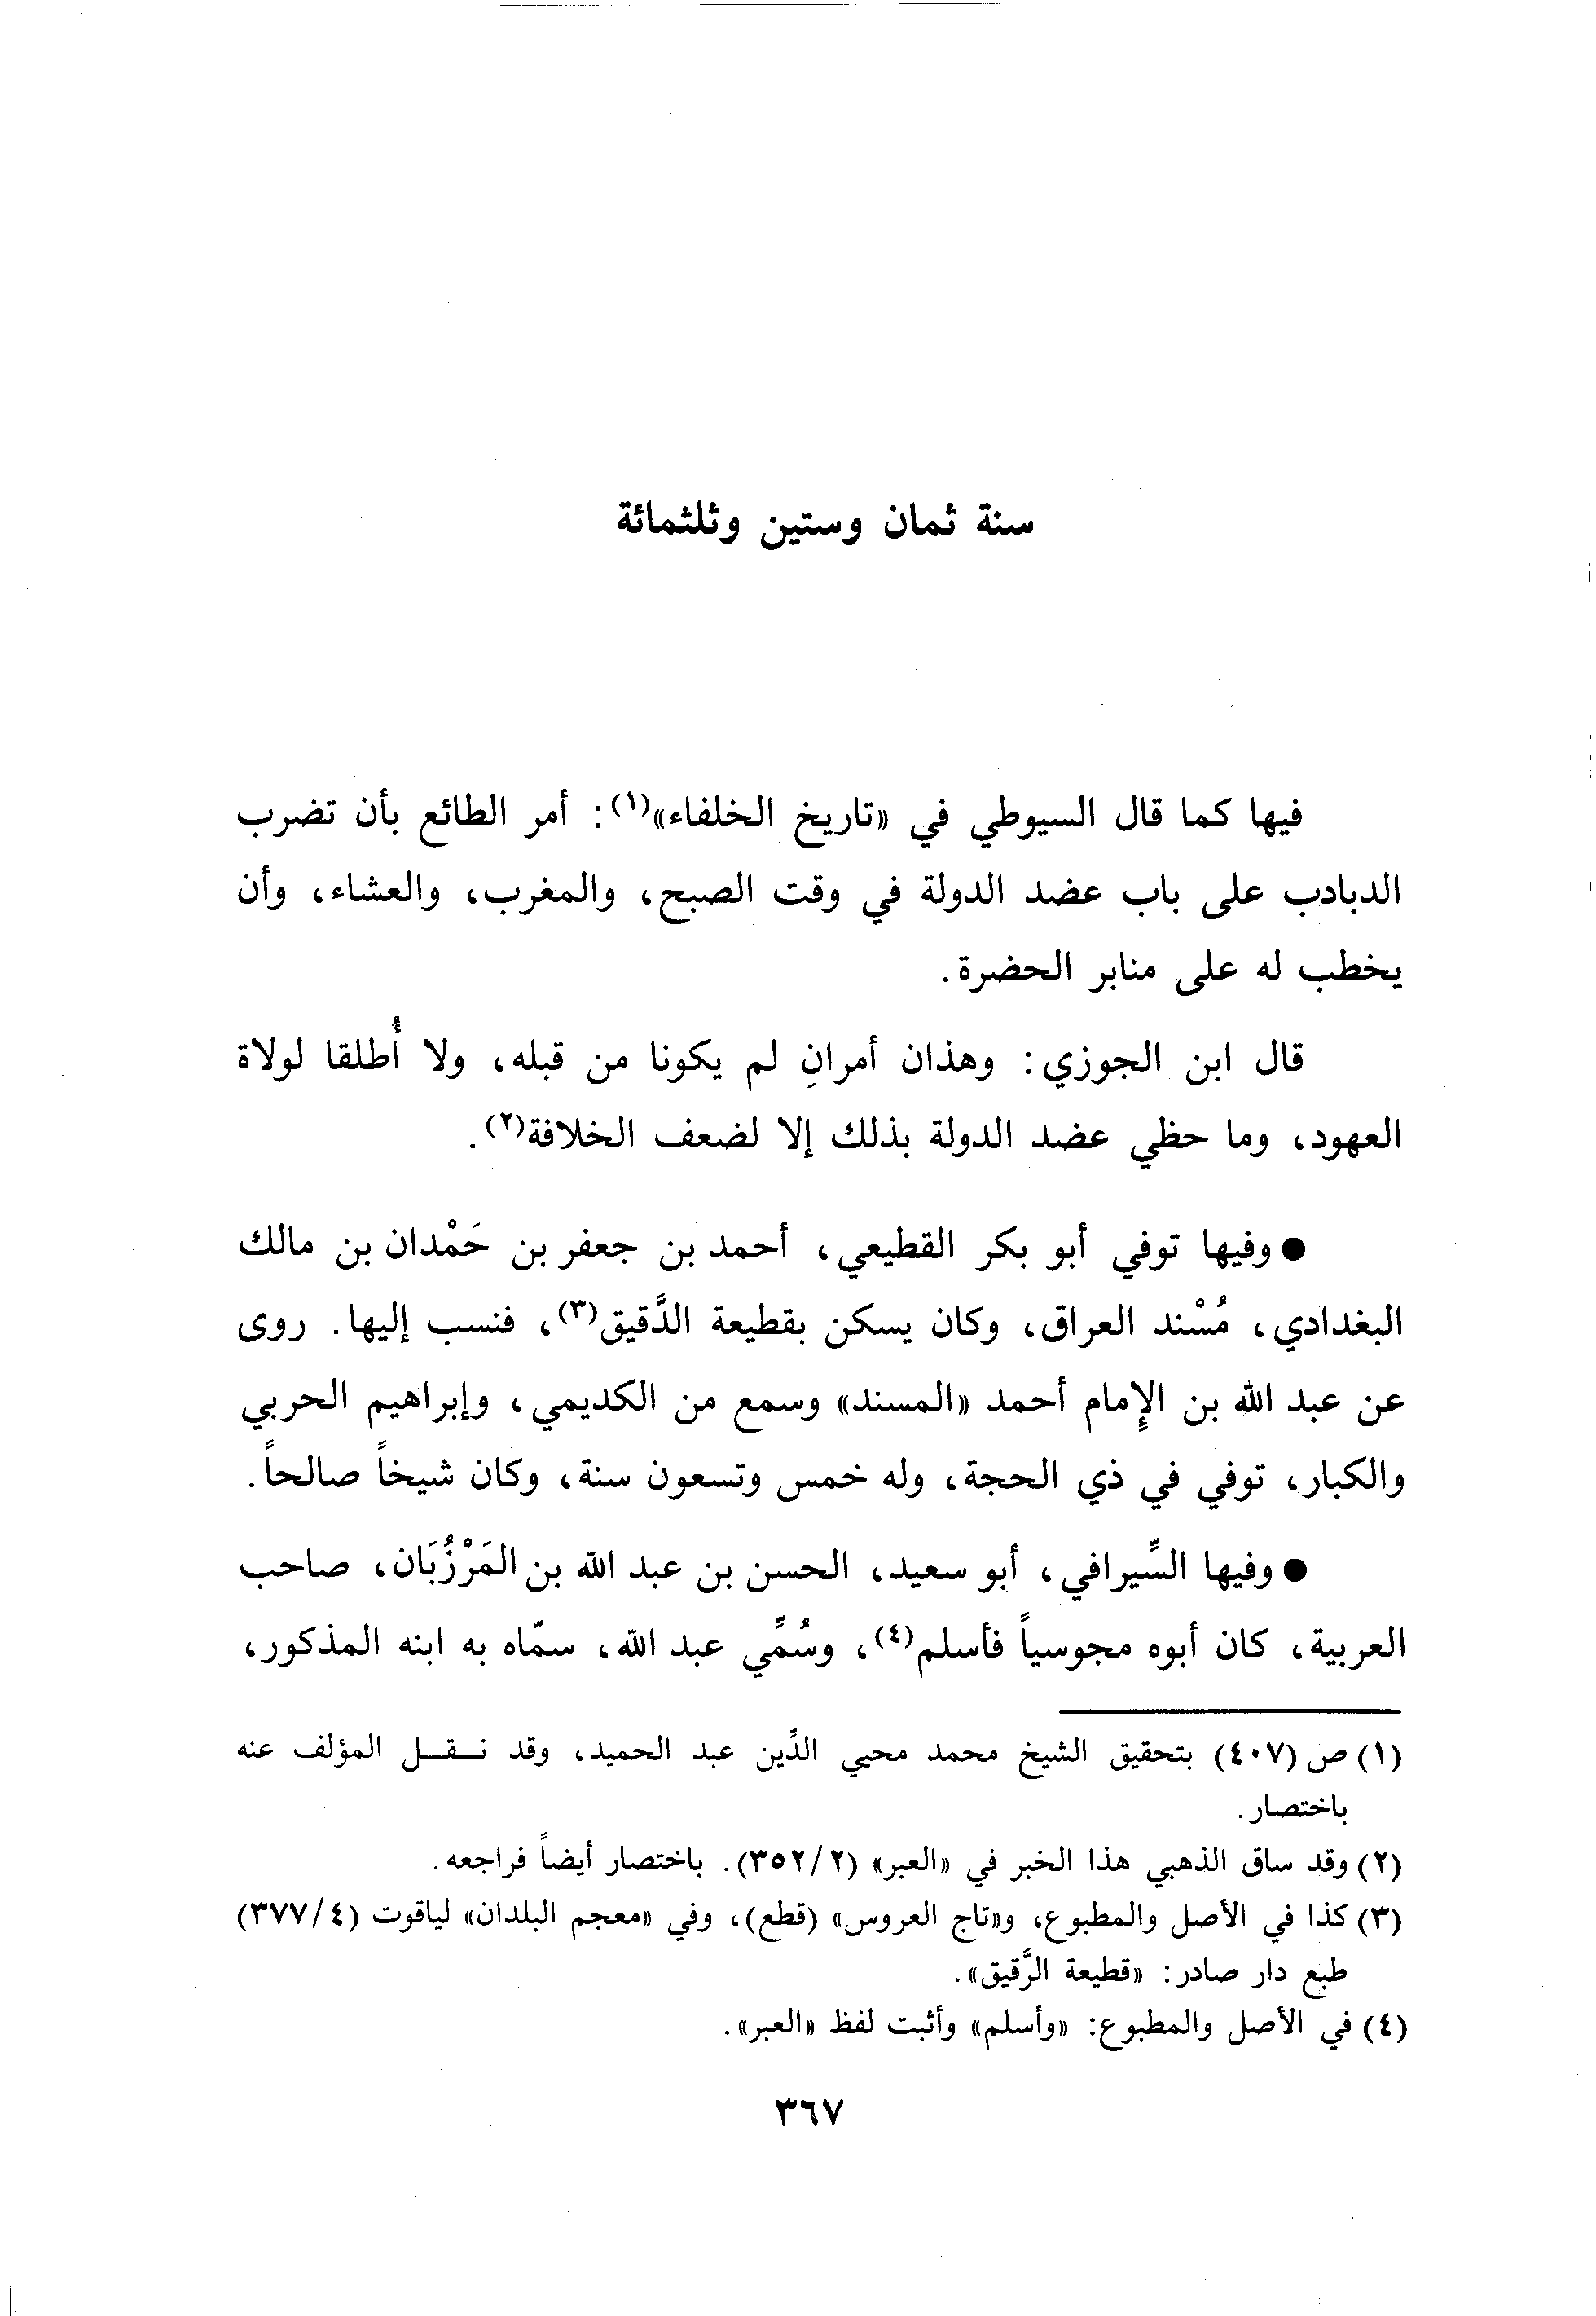 سنة ثمان وستين وثلثمائة
فيها كما قال السيوطي في «تاريخ الخلفاء»(١): أمر الطائع بأن تضرب
الدبادب على باب عضد الدولة في وقت الصبح، والمغرب، والعشاء، وأن
يخطب له على منابر الحضرة.
قال ابن الجوزي: وهذان أمرانِ لم يكونا من قبله، ولا أُطلقا لولاة
العهود، وما حظي عضد الدولة بذلك إلا لضعف الخلافة(٢).
● وفيها توفي أبو بكر القطيعي، أحمد بن جعفر بن حَمْدان بن مالك
البغدادي، مُسْند العراق، وكان يسكن بقطيعة الدَّقيق(٣)، فنسب إليها. روى
عن عبد الله بن الإِمام أحمد «المسند» وسمع من الكديمي، وإبراهيم الحربي
والكبار، توفي في ذي الحجة، وله خمس وتسعون سنة، وكان شيخاً صالحاً.
● وفيها السِّيرافي، أبو سعيد، الحسن بن عبد الله بن المَرْزُبَان، صاحب
العربية، كان أبوه مجوسياً فأسلم(٤)، وسُمِّي عبد الله، سمّاه به ابنه المذكور،
(١) ص (٤٠٧) بتحقيق الشيخ محمد محيي الدِّين عبد الحميد، وقد نـقـل المؤلف عنه
باختصار.
(٢) وقد ساق الذهبي هذا الخبر في «العبر» (٣٥٢/٢). باختصار أيضاً فراجعه.
(٣) كذا في الأصل والمطبوع، و«تاج العروس» (قطع)، وفي «معجم البلدان» لياقوت (٣٧٧/٤)
طبع دار صادر: «قطيعة الرَّقيق».
(٤) في الأصل والمطبوع: «وأسلم» وأثبت لفظ «العبر».
٣٦٧